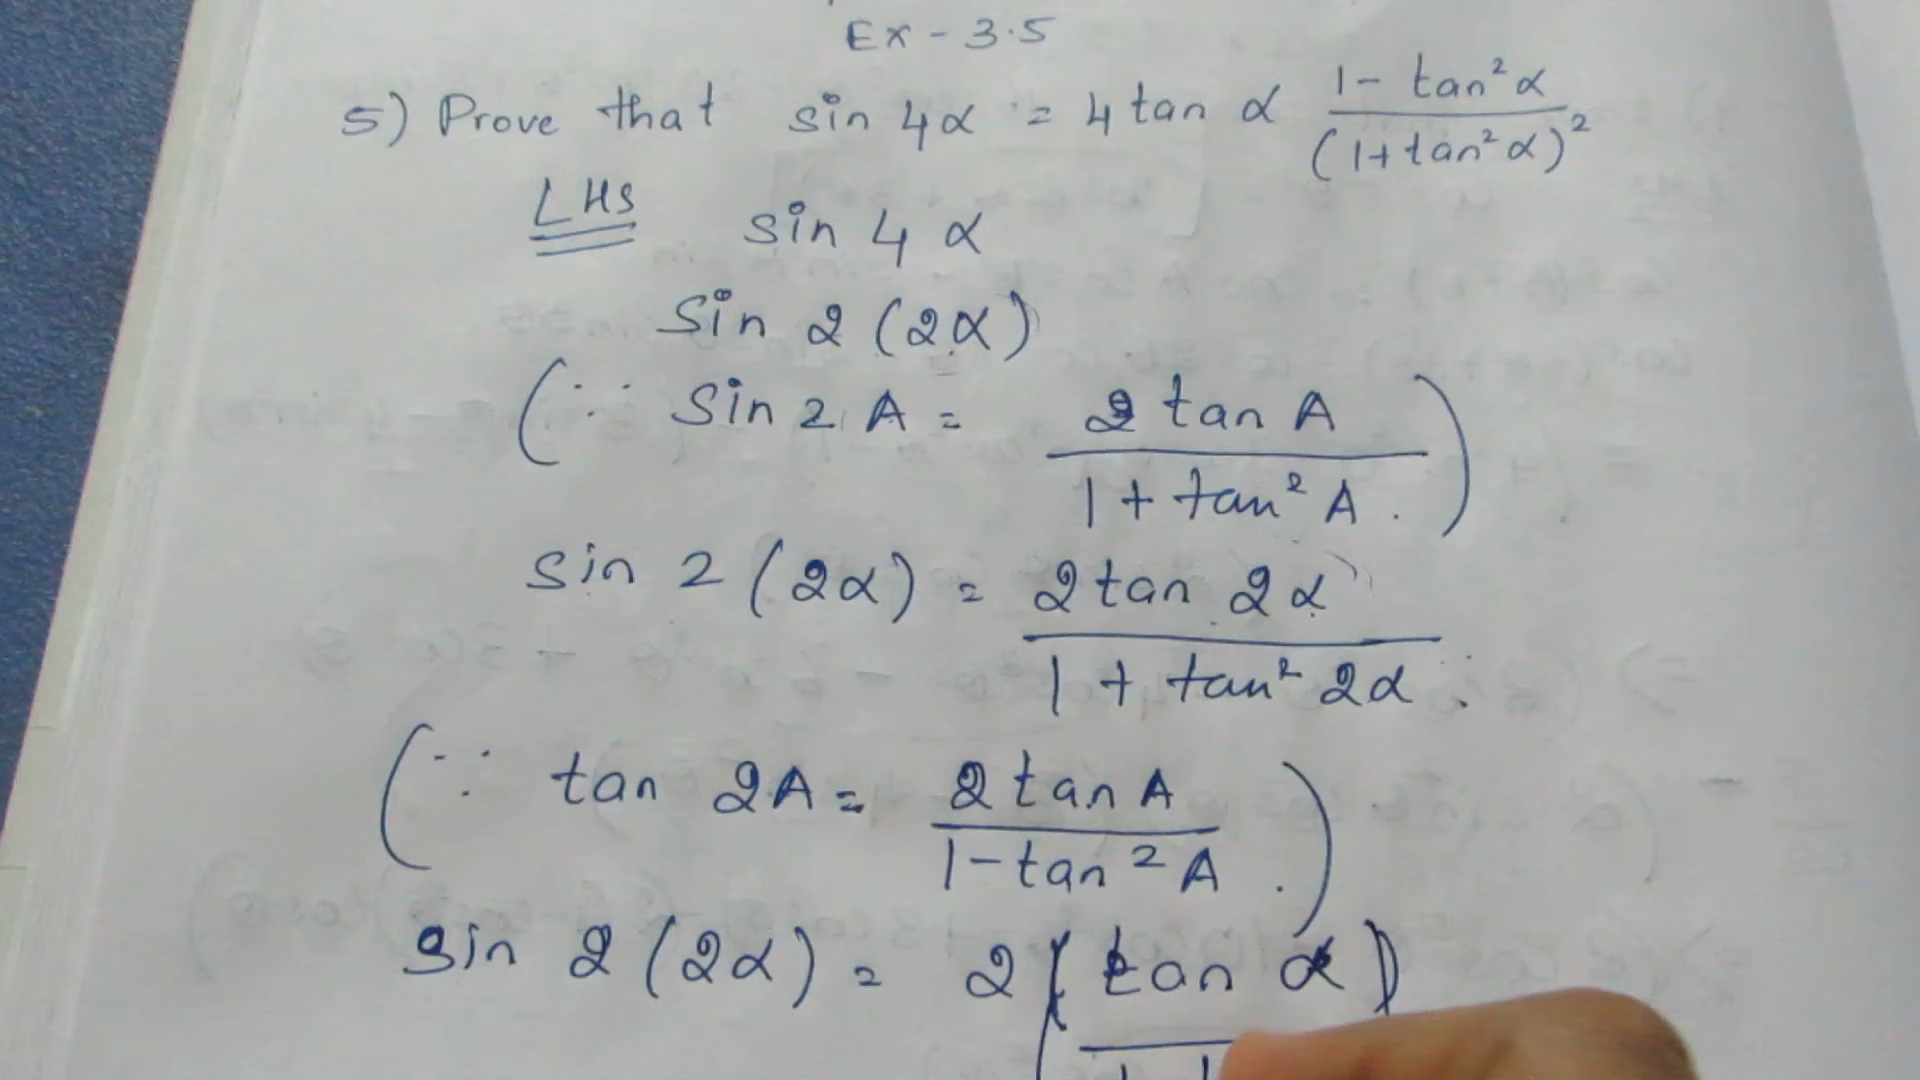 Ex - 3.5
5) Prove that sin 4α = 4 tan α (1 - tan²α)/(1 + tan²α)²
LHS sin 4 α
Sin 2 (2α)
(∵ Sin 2 A = (2 tan A)/(1 + tan² A).)
sin 2 (2α) = (2 tan 2α)/(1 + tan² 2α).
(∵ tan 2A = (2 tan A)/(1 - tan² A).)
Sin 2 (2α) = 2 ( tan α )